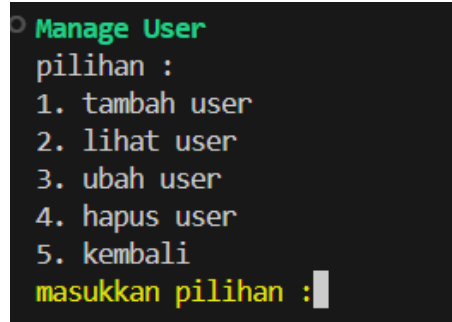 Manage User
pilihan :
1. tambah user
2. lihat user
3. ubah user
4. hapus user
5. kembali
masukkan pilihan :